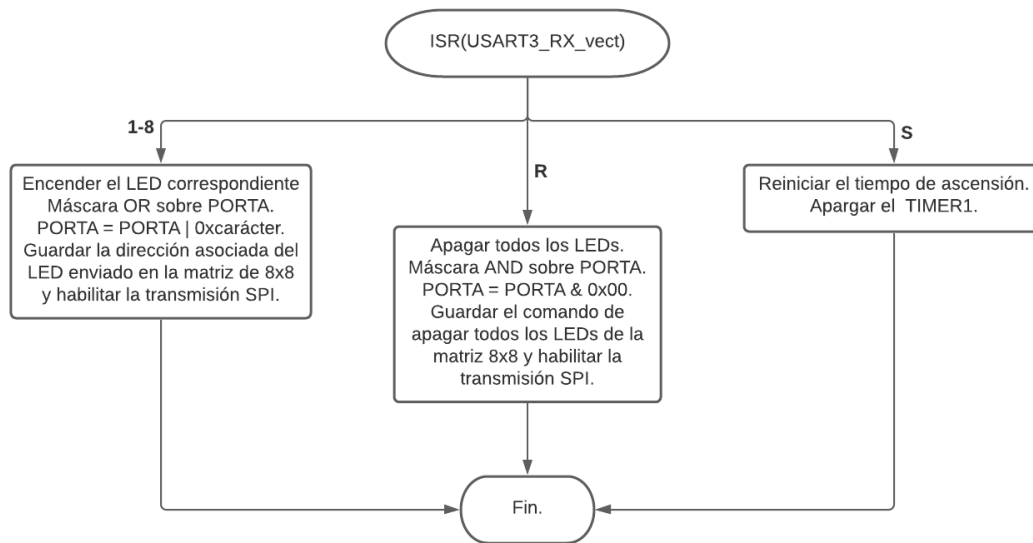 ISR(USART3_RX_vect)
1-8
R
S
Encender el LED correspondiente
Máscara OR sobre PORTA.
PORTA = PORTA | 0xcarácter.
Guardar la dirección asociada del
LED enviado en la matriz de 8x8
y habilitar la transmisión SPI.
Apagar todos los LEDs.
Máscara AND sobre PORTA.
PORTA = PORTA & 0x00.
Guardar el comando de
apagar todos los LEDs de la
matriz 8x8 y habilitar la
transmisión SPI.
Reiniciar el tiempo de ascensión.
Apargar el  TIMER1.
Fin.